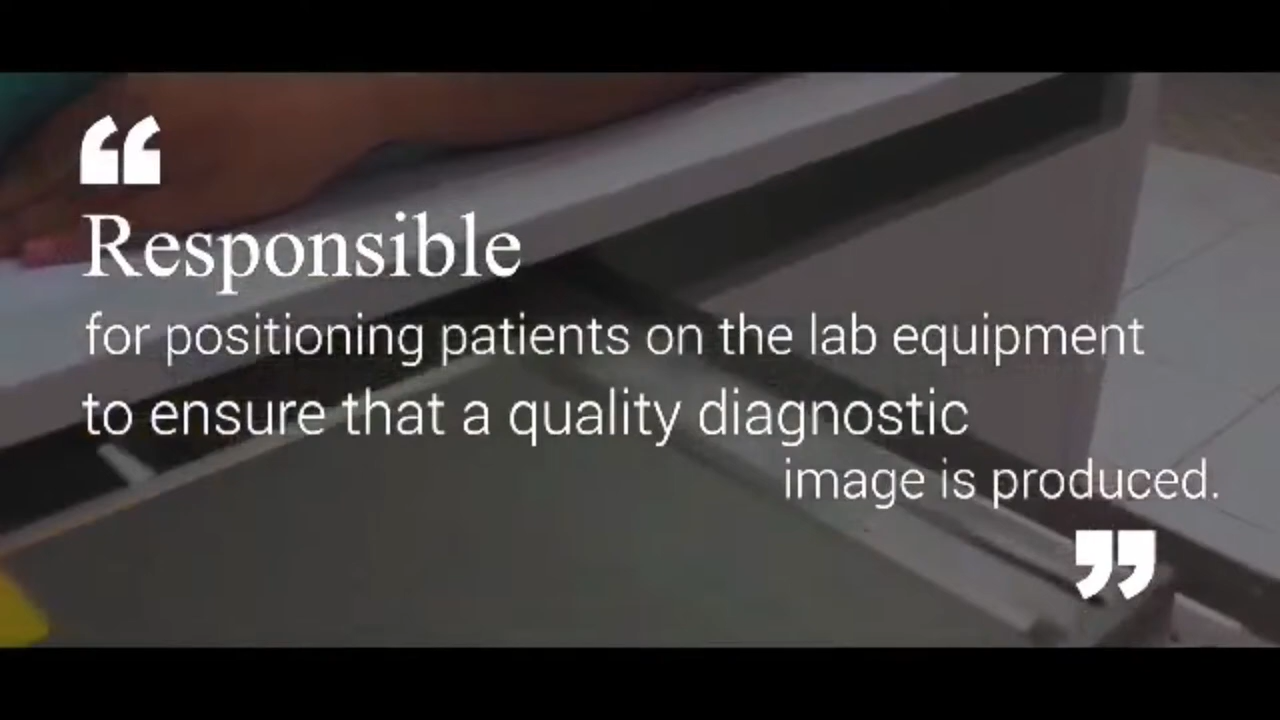 “
Responsible
for positioning patients on the lab equipment
to ensure that a quality diagnostic
image is produced.
”